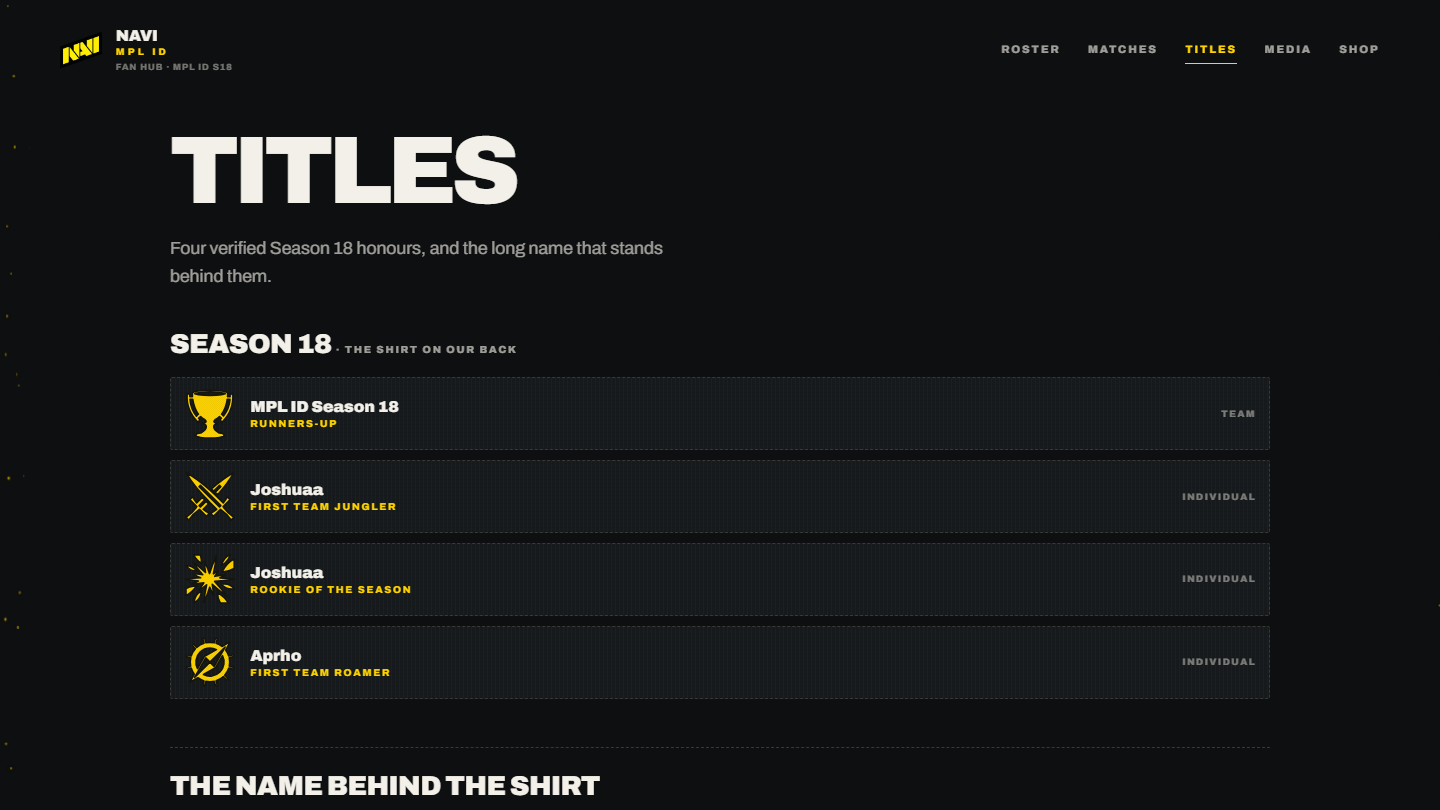 NAVI
MPL ID
FAN HUB · MPL ID S18
ROSTER MATCHES TITLES MEDIA SHOP
TITLES
Four verified Season 18 honours, and the long name that stands
behind them.
SEASON 18 · THE SHIRT ON OUR BACK
MPL ID Season 18
RUNNERS-UP
TEAM
Joshuaa
FIRST TEAM JUNGLER
INDIVIDUAL
Joshuaa
ROOKIE OF THE SEASON
INDIVIDUAL
Aprho
FIRST TEAM ROAMER
INDIVIDUAL
THE NAME BEHIND THE SHIRT